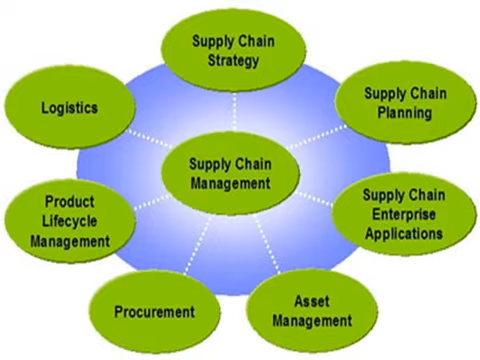 Supply Chain
Strategy
Logistics
Supply Chain
Planning
Supply Chain
Management
Product
Lifecycle
Management
Supply Chain
Enterprise
Applications
Procurement
Asset
Management